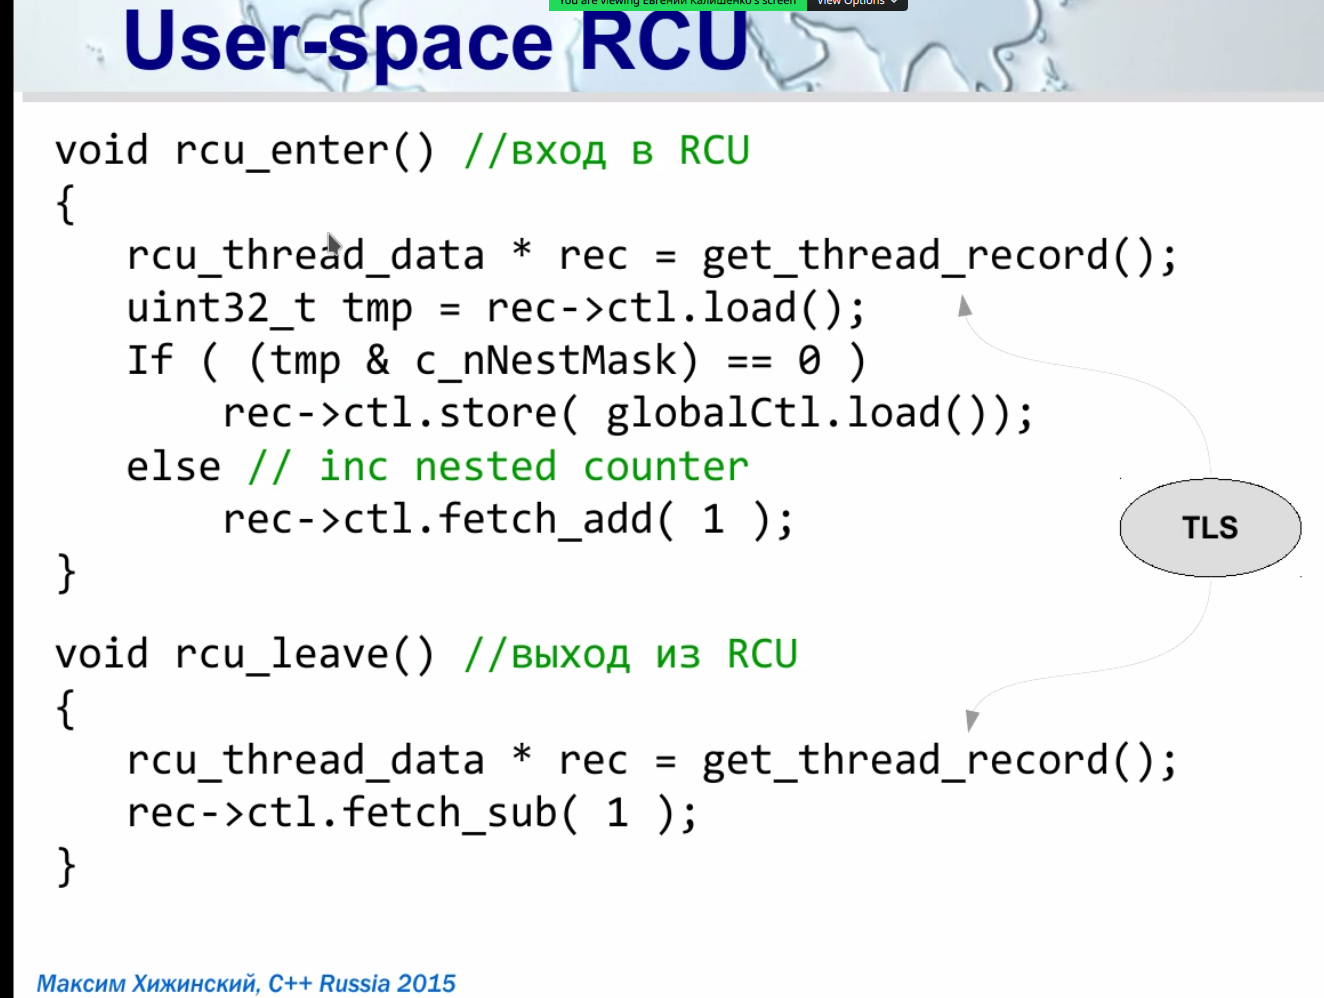 You are viewing Евгений Калишенко's screen View Options
User-space RCU
void rcu_enter() //вход в RCU
{
rcu_thread_data * rec = get_thread_record();
uint32_t tmp = rec->ctl.load();
If ( (tmp & c_nNestMask) == 0 )
rec->ctl.store( globalCtl.load());
else // inc nested counter
rec->ctl.fetch_add( 1 );
}
TLS
void rcu_leave() //выход из RCU
{
rcu_thread_data * rec = get_thread_record();
rec->ctl.fetch_sub( 1 );
}
Максим Хижинский, C++ Russia 2015